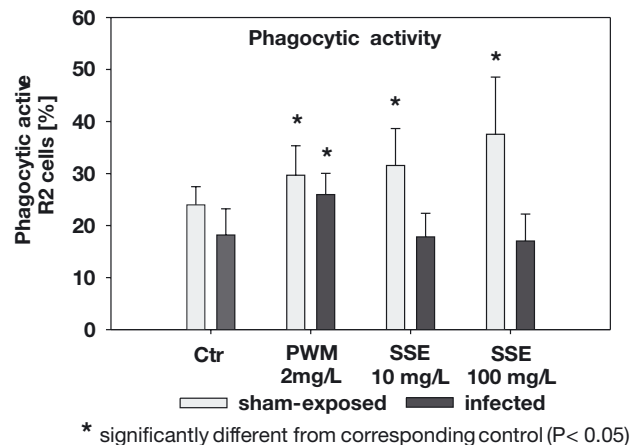 Phagocytic activity
Phagocytic active
R2 cells [%]
60
50
40
30
20
10
0
*
*
*
*
Ctr
PWM
2mg/L
SSE
10 mg/L
SSE
100 mg/L
sham-exposed
infected
* significantly different from corresponding control (P< 0.05)